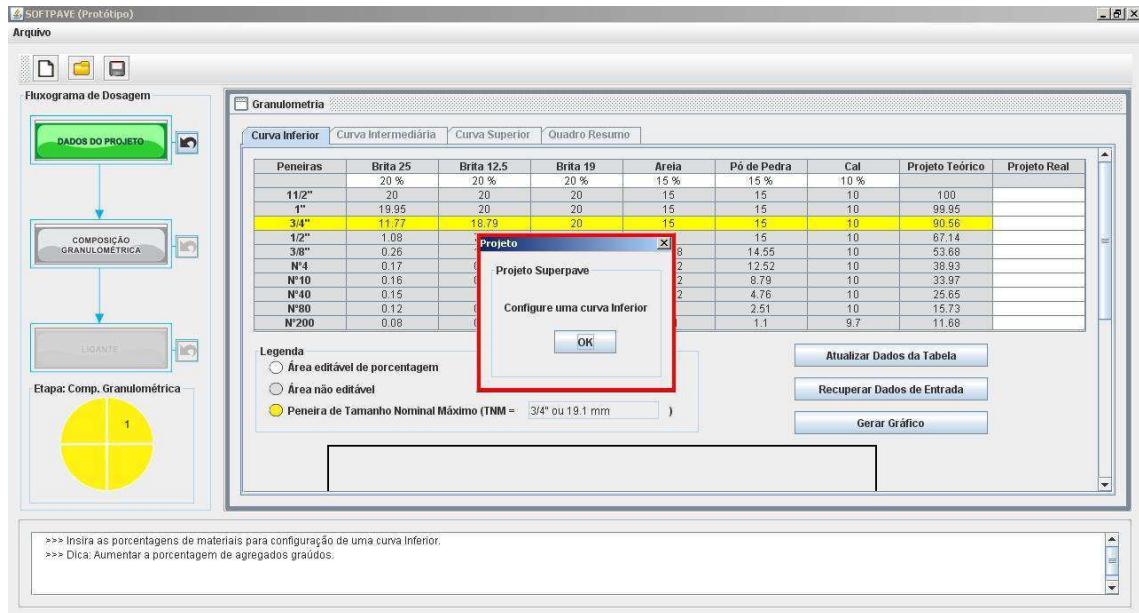 SOFTPAVE (Protótipo)
Arquivo
Fluxograma de Dosagem
DADOS DO PROJETO
COMPOSIÇÃO
GRANULOMÉTRICA
LIGANTE
Etapa: Comp. Granulométrica
1
Granulometria
Curva Inferior Curva Intermediária Curva Superior Quadro Resumo
Peneiras Brita 25 Brita 12.5 Brita 19 Areia Pó de Pedra Cal Projeto Teórico Projeto Real
20 % 20 % 20 % 15 % 15 % 10 %
11/2" 20 20 20 15 15 10 100
1" 19.95 20 20 15 15 10 99.95
3/4" 11.77 18.79 20 15 15 10 90.56
1/2" 1.08 15 10 67.14
3/8" 0.26 8 14.55 10 53.68
Nº4 0.17 2 12.52 10 38.93
Nº10 0.16 2 8.79 10 33.97
Nº40 0.15 2 4.76 10 25.65
Nº80 0.12 2.51 10 15.73
Nº200 0.08 1.1 9.7 11.68
Projeto
Projeto Superpave
Configure uma curva Inferior
OK
Legenda
Área editável de porcentagem
Área não editável
Peneira de Tamanho Nominal Máximo (TNM = 3/4" ou 19.1 mm )
Atualizar Dados da Tabela
Recuperar Dados de Entrada
Gerar Gráfico
>>> Insira as porcentagens de materiais para configuração de uma curva Inferior.
>>> Dica: Aumentar a porcentagem de agregados graúdos.